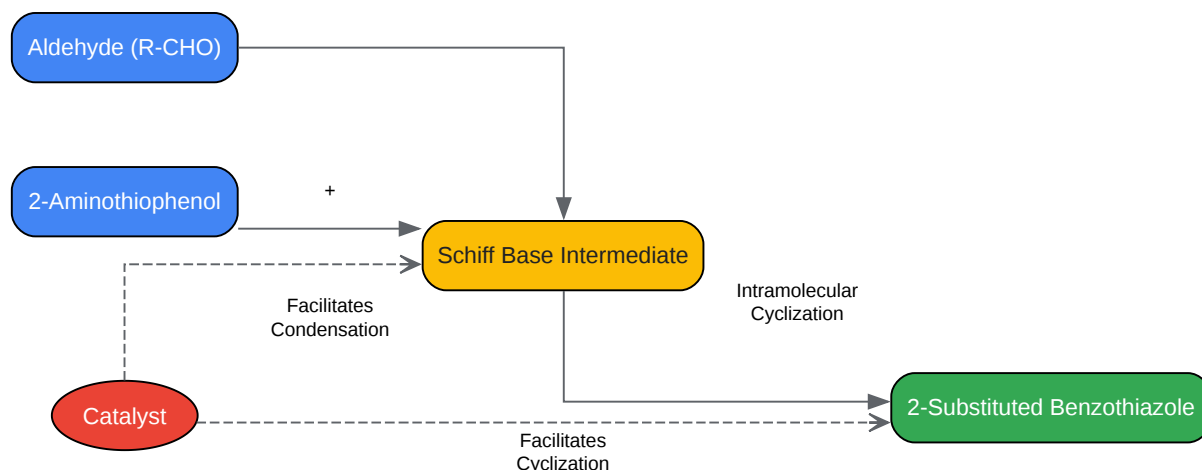 Aldehyde (R-CHO)
2-Aminothiophenol
+
Schiff Base Intermediate
Facilitates
Condensation
Intramolecular
Cyclization
Catalyst
2-Substituted Benzothiazole
Facilitates
Cyclization